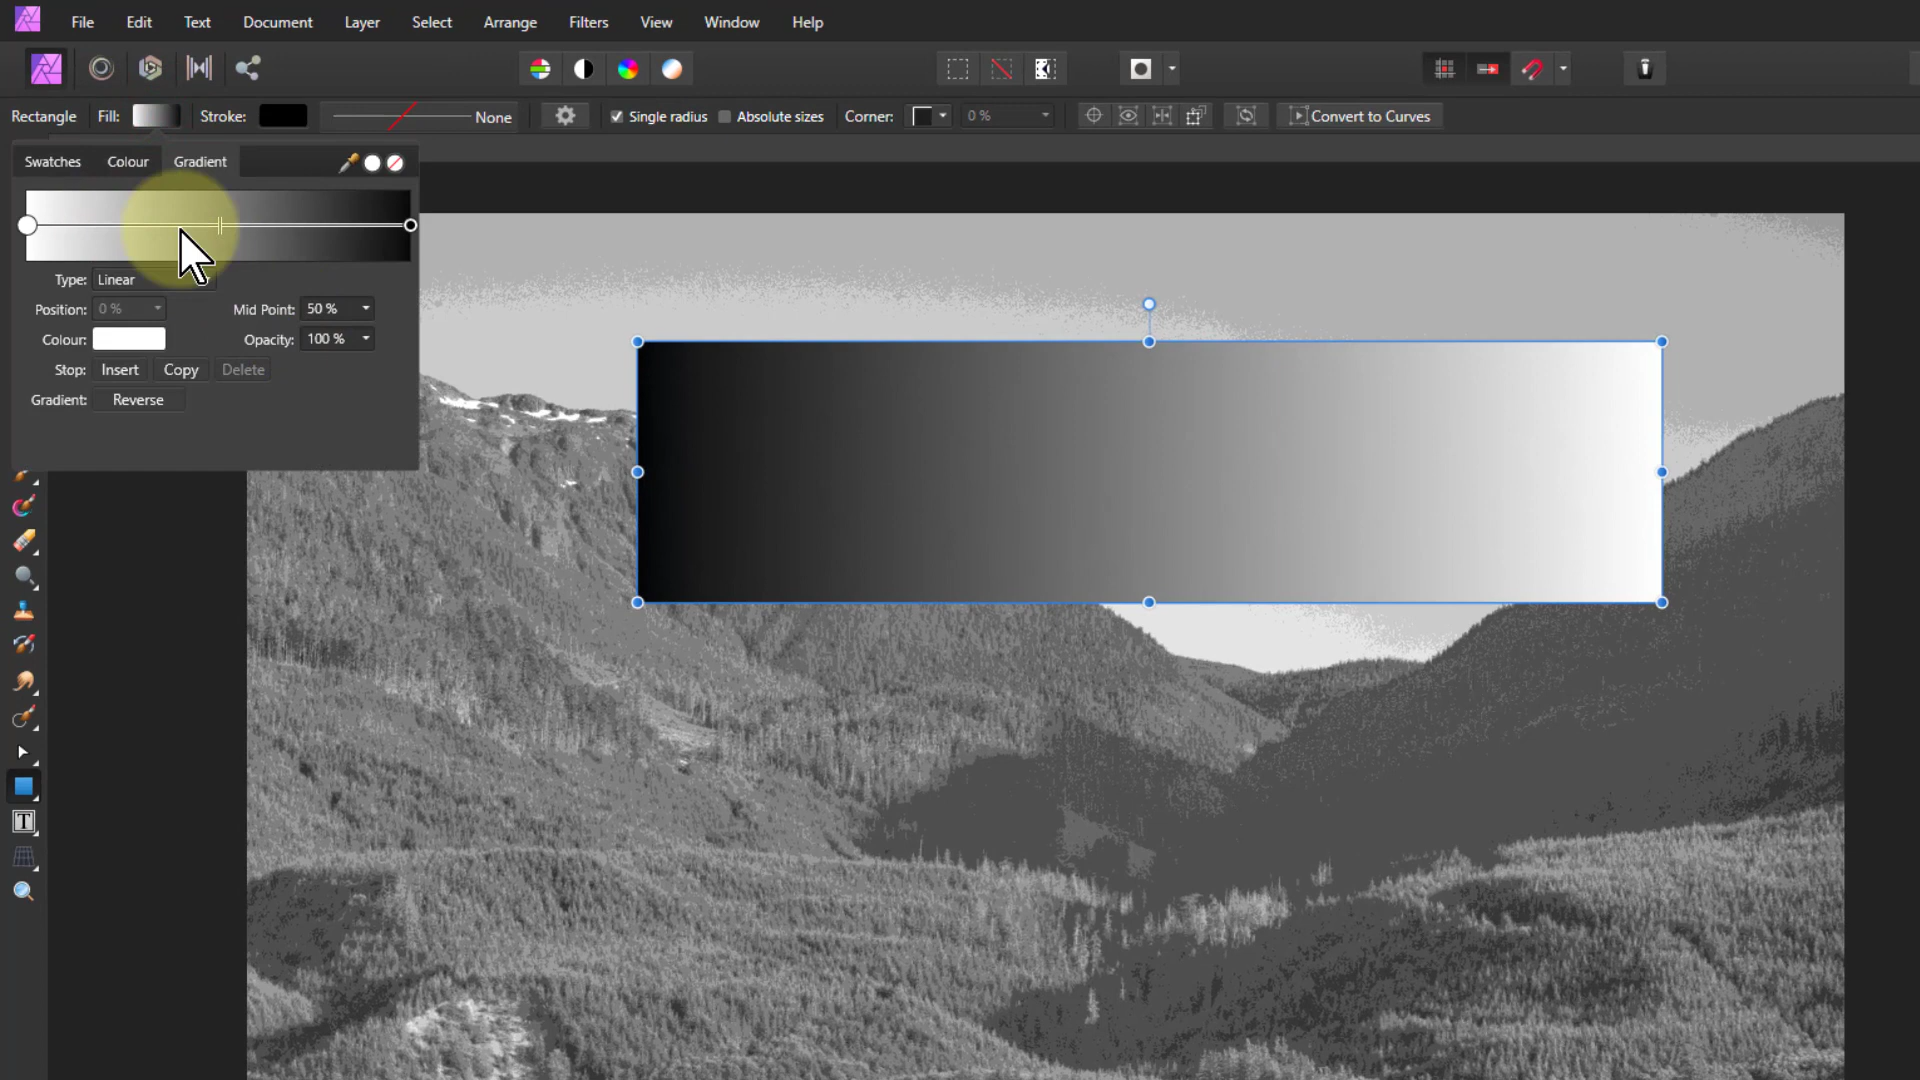 File Edit Text Document Layer Select Arrange Filters View Window Help
Rectangle Fill: Stroke: None Single radius Absolute sizes Corner: 0 % Convert to Curves
Swatches Colour Gradient
Type: Linear
Position: 0 % Mid Point: 50 %
Colour: Opacity: 100 %
Stop: Insert Copy Delete
Gradient: Reverse
T